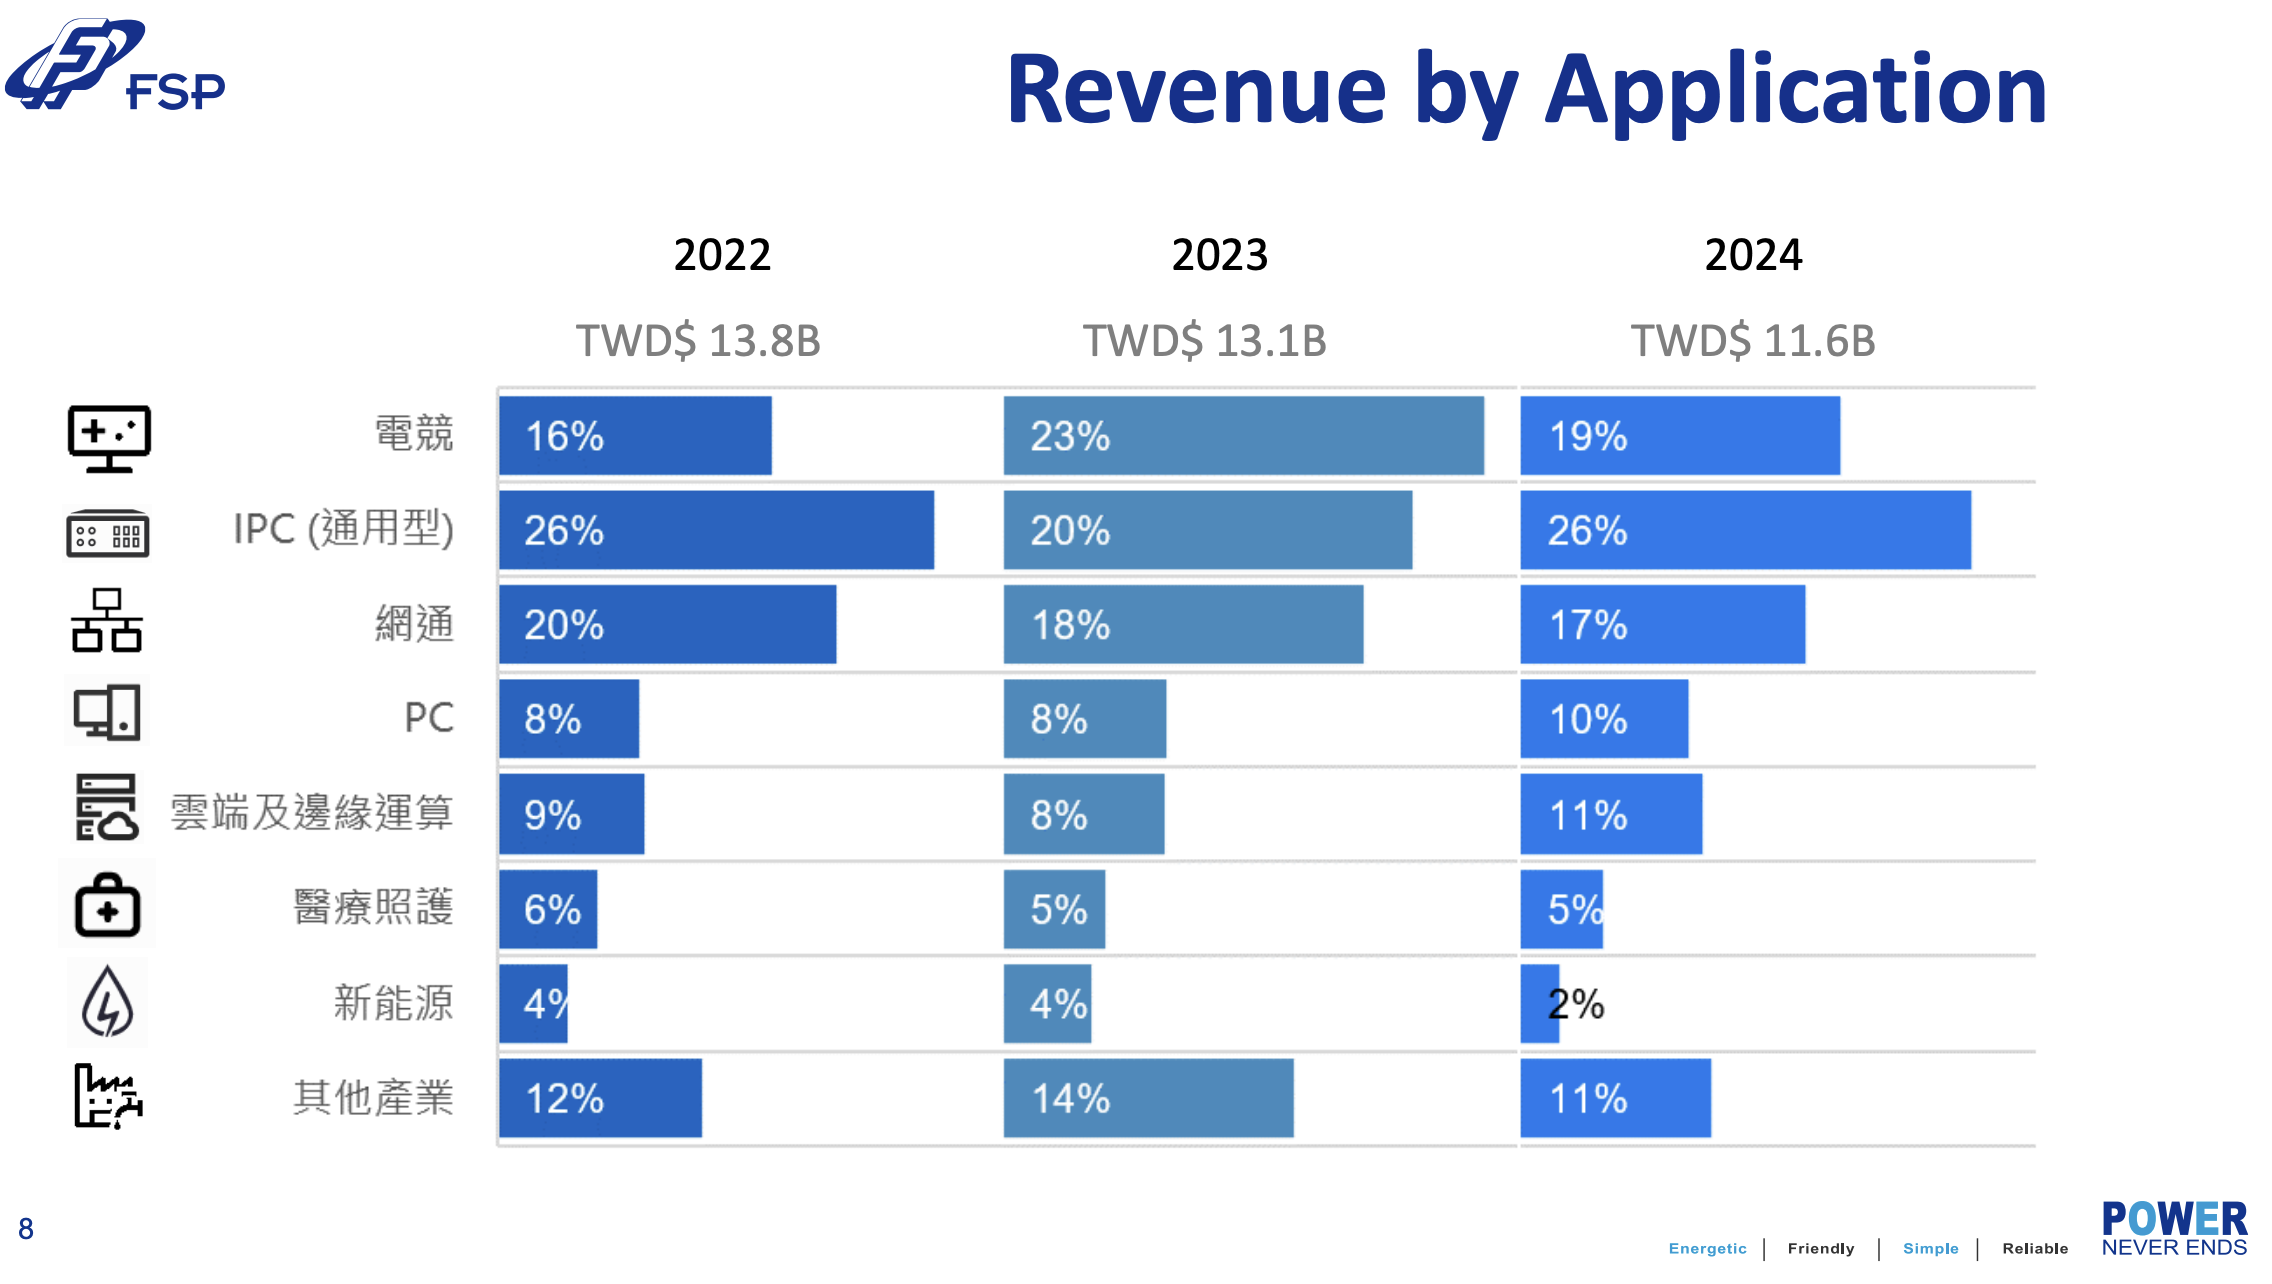 FSP
Revenue by Application
2022 2023 2024
TWD$ 13.8B TWD$ 13.1B TWD$ 11.6B
電競 16% 23% 19%
IPC (通用型) 26% 20% 26%
網通 20% 18% 17%
PC 8% 8% 10%
雲端及邊緣運算 9% 8% 11%
醫療照護 6% 5% 5%
新能源 4% 4% 2%
其他產業 12% 14% 11%
8
Energetic | Friendly | Simple | Reliable
POWER
NEVER ENDS